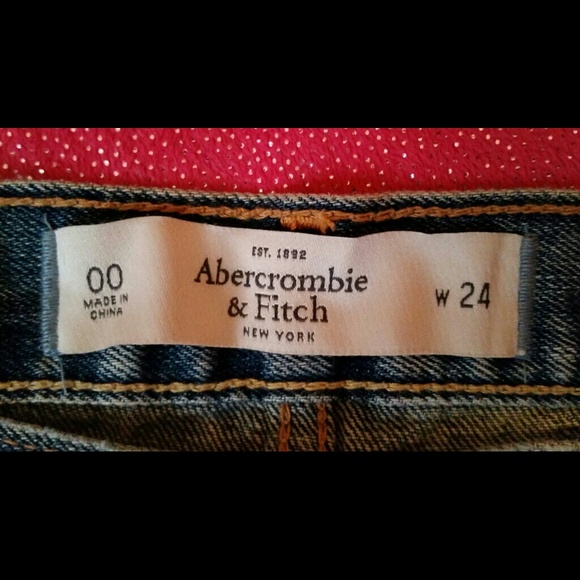 00
MADE IN
CHINA
EST. 1892
Abercrombie
& Fitch
NEW YORK
W 24